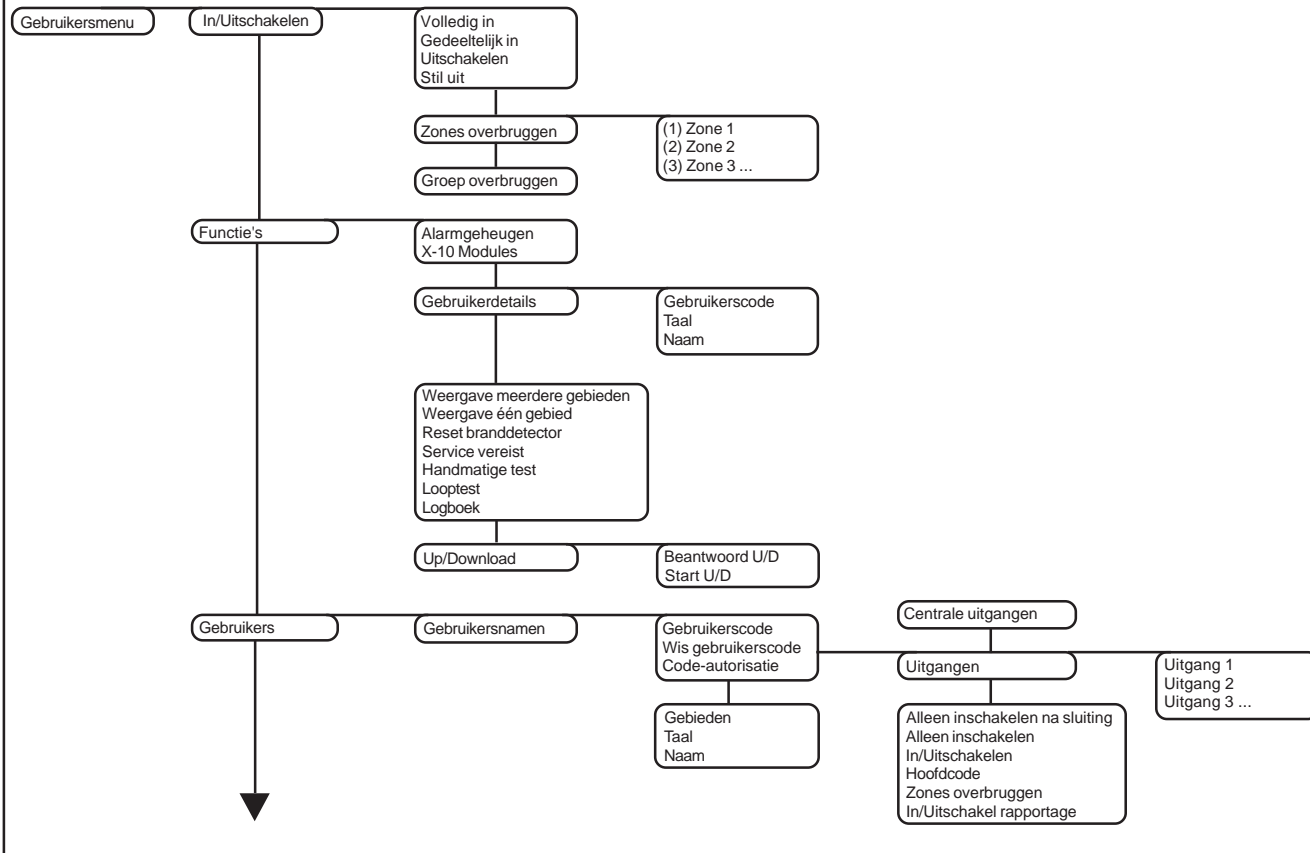 Gebruikersmenu
In/Uitschakelen
Volledig in
Gedeeltelijk in
Uitschakelen
Stil uit
Zones overbruggen
(1) Zone 1
(2) Zone 2
(3) Zone 3 ...
Groep overbruggen
Functie's
Alarmgeheugen
X-10 Modules
Gebruikerdetails
Gebruikerscode
Taal
Naam
Weergave meerdere gebieden
Weergave één gebied
Reset branddetector
Service vereist
Handmatige test
Looptest
Logboek
Up/Download
Beantwoord U/D
Start U/D
Gebruikers
Gebruikersnamen
Gebruikerscode
Wis gebruikerscode
Code-autorisatie
Gebieden
Taal
Naam
Centrale uitgangen
Uitgangen
Uitgang 1
Uitgang 2
Uitgang 3 ...
Alleen inschakelen na sluiting
Alleen inschakelen
In/Uitschakelen
Hoofdcode
Zones overbruggen
In/Uitschakel rapportage